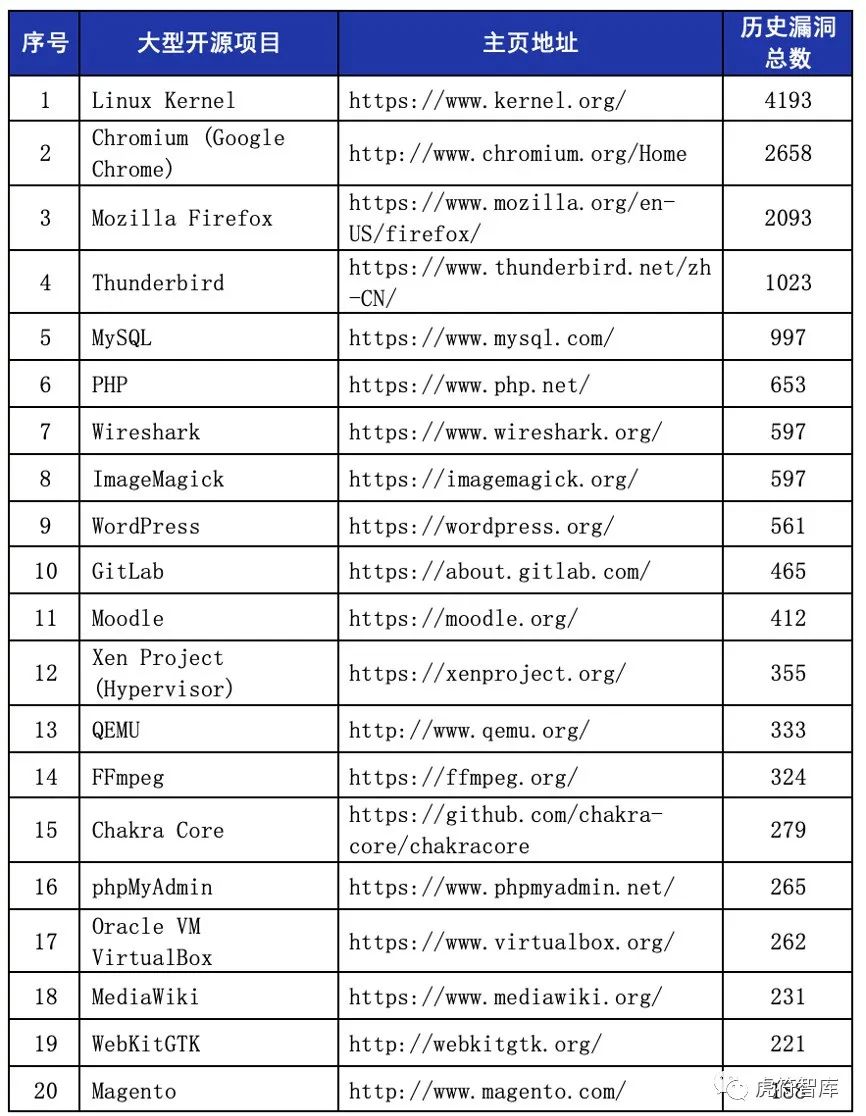 序号 大型开源项目 主页地址 历史漏洞
总数
1 Linux Kernel https://www.kernel.org/ 4193
2 Chromium (Google
Chrome) http://www.chromium.org/Home 2658
3 Mozilla Firefox https://www.mozilla.org/en-
US/firefox/ 2093
4 Thunderbird https://www.thunderbird.net/zh
-CN/ 1023
5 MySQL https://www.mysql.com/ 997
6 PHP https://www.php.net/ 653
7 Wireshark https://www.wireshark.org/ 597
8 ImageMagick https://imagemagick.org/ 597
9 WordPress https://wordpress.org/ 561
10 GitLab https://about.gitlab.com/ 465
11 Moodle https://moodle.org/ 412
12 Xen Project
(Hypervisor) https://xenproject.org/ 355
13 QEMU http://www.qemu.org/ 333
14 FFmpeg https://ffmpeg.org/ 324
15 Chakra Core https://github.com/chakra-
core/chakracore 279
16 phpMyAdmin https://www.phpmyadmin.net/ 265
17 Oracle VM
VirtualBox https://www.virtualbox.org/ 262
18 MediaWiki https://www.mediawiki.org/ 231
19 WebKitGTK http://webkitgtk.org/ 221
20 Magento http://www.magento.com/
虎符智库